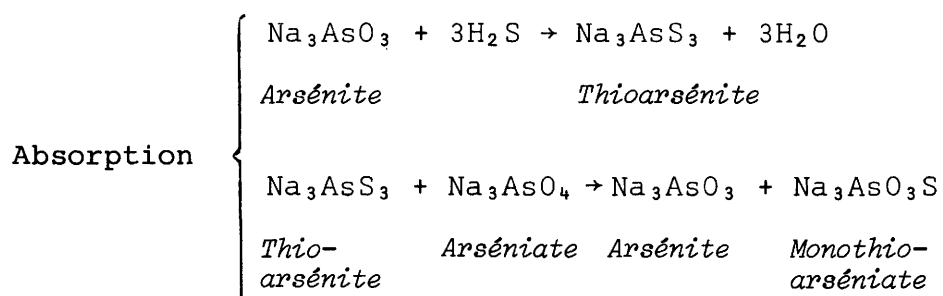 Na₃AsO₃ + 3H₂S → Na₃AsS₃ + 3H₂O
Arsénite Thioarsénite
Absorption
Na₃AsS₃ + Na₃AsO₄ → Na₃AsO₃ + Na₃AsO₃S
Thio- Arséniate Arsénite Monothio-
arsénite arséniate